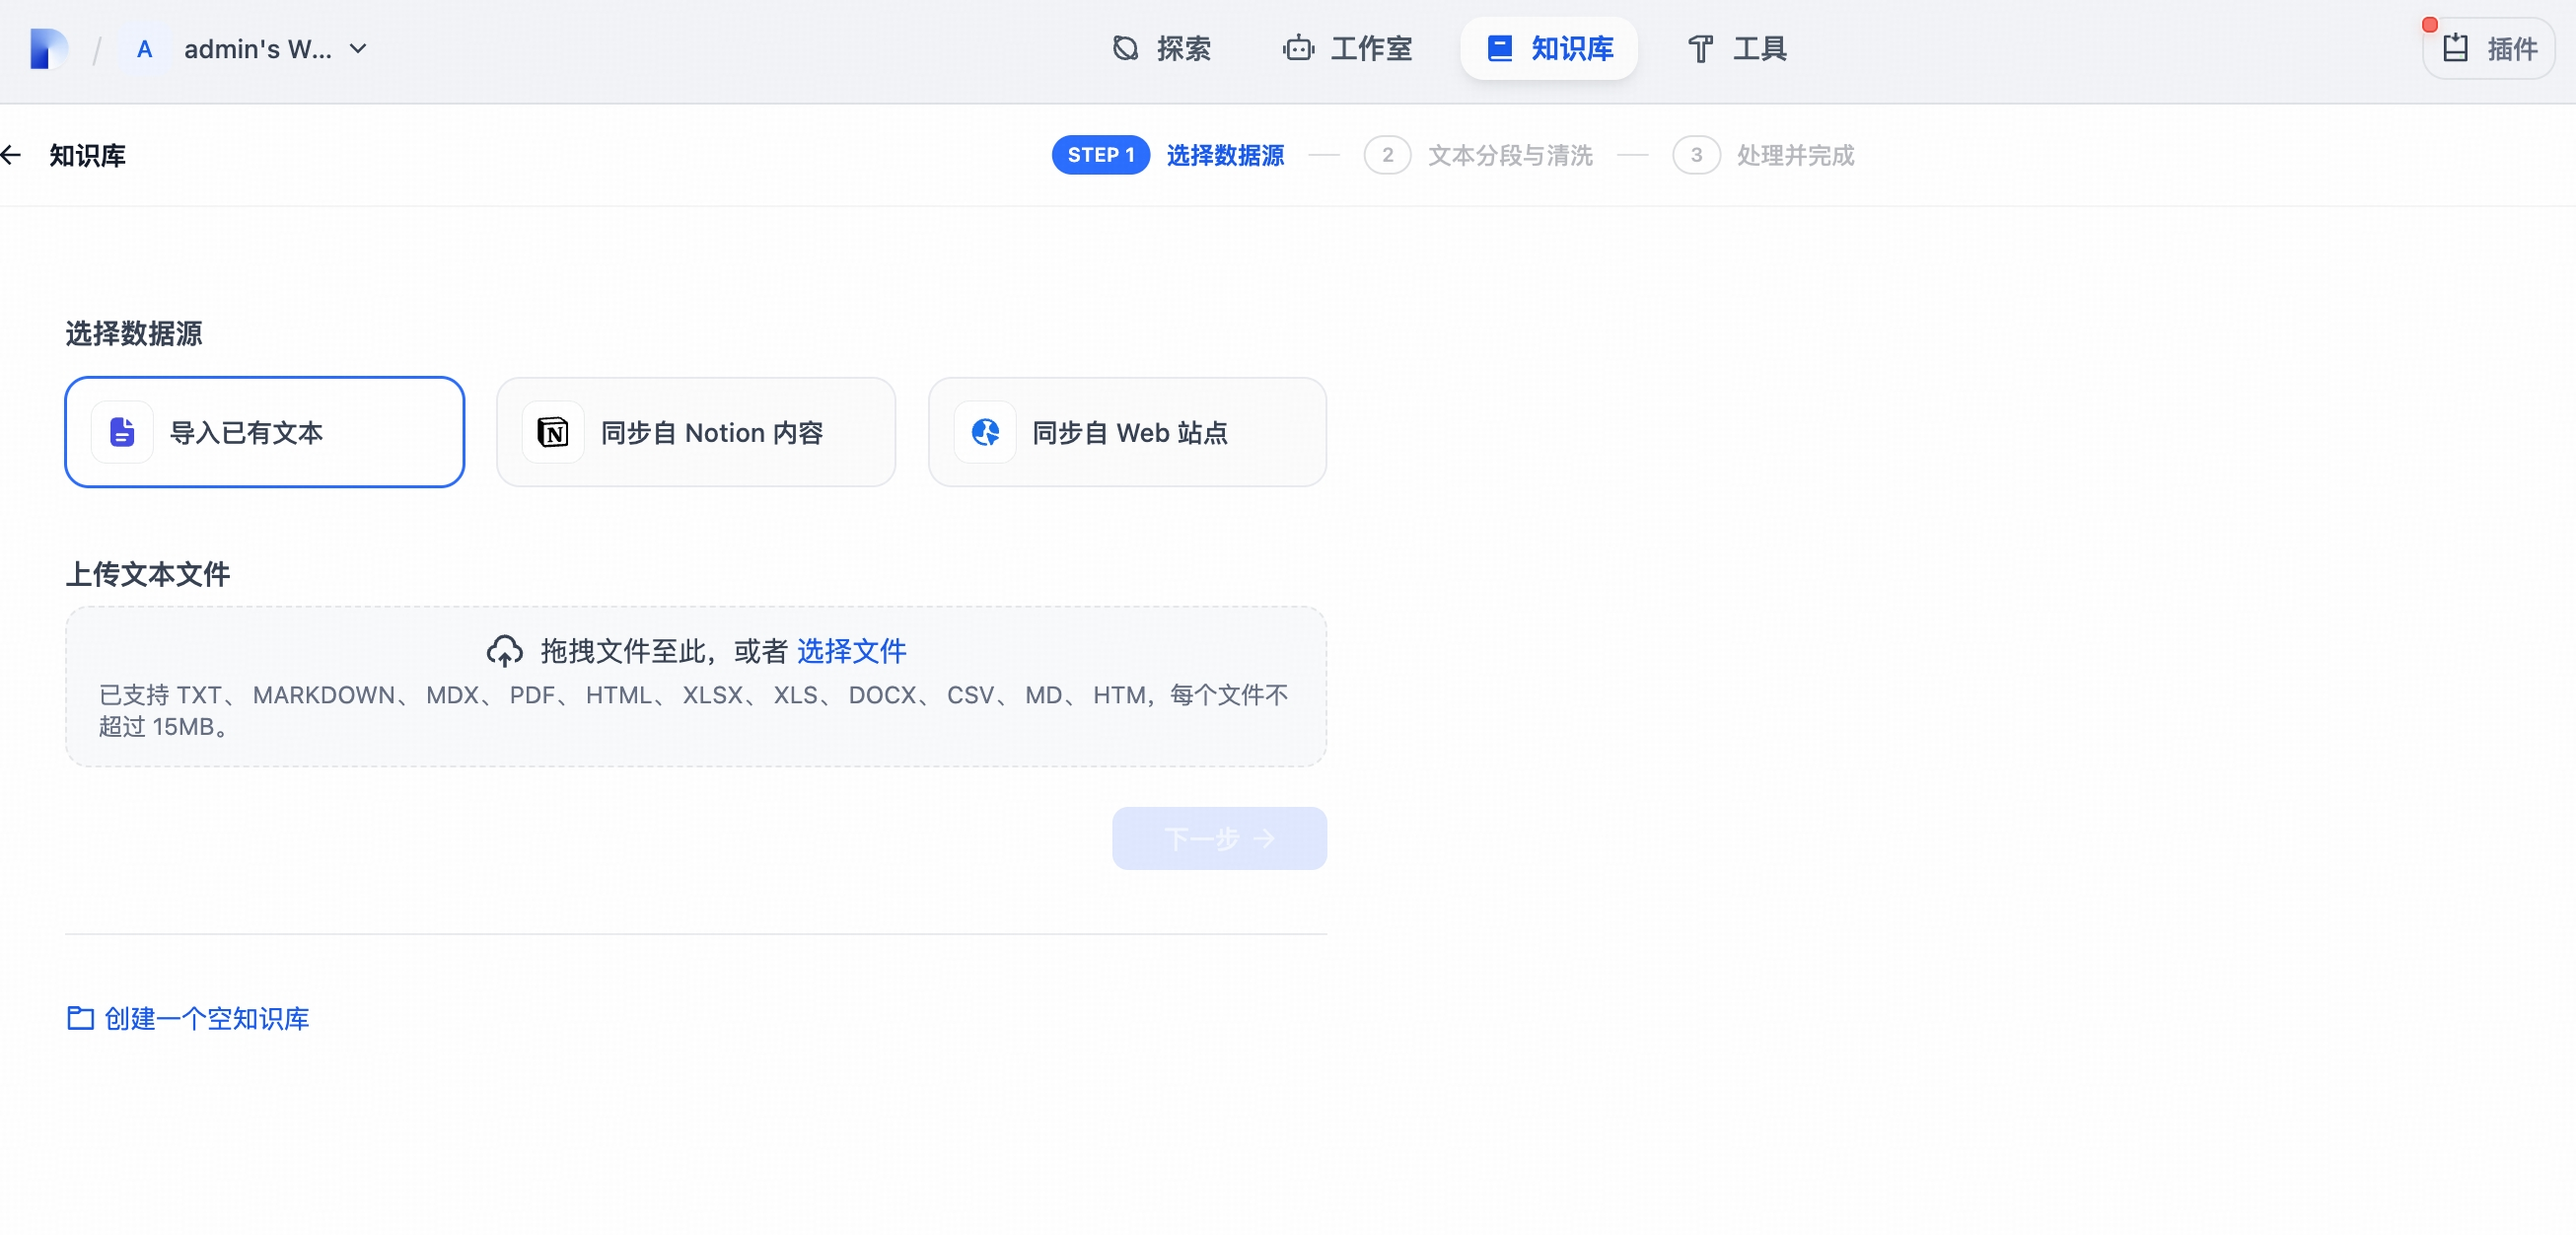 A admin's W...
探索 工作室 知识库 工具
插件
知识库
STEP 1 选择数据源 2 文本分段与清洗 3 处理并完成
选择数据源
导入已有文本
同步自 Notion 内容
同步自 Web 站点
上传文本文件
拖拽文件至此，或者 选择文件
已支持 TXT、 MARKDOWN、 MDX、 PDF、 HTML、 XLSX、 XLS、 DOCX、 CSV、 MD、 HTM，每个文件不
超过 15MB。
下一步
创建一个空知识库